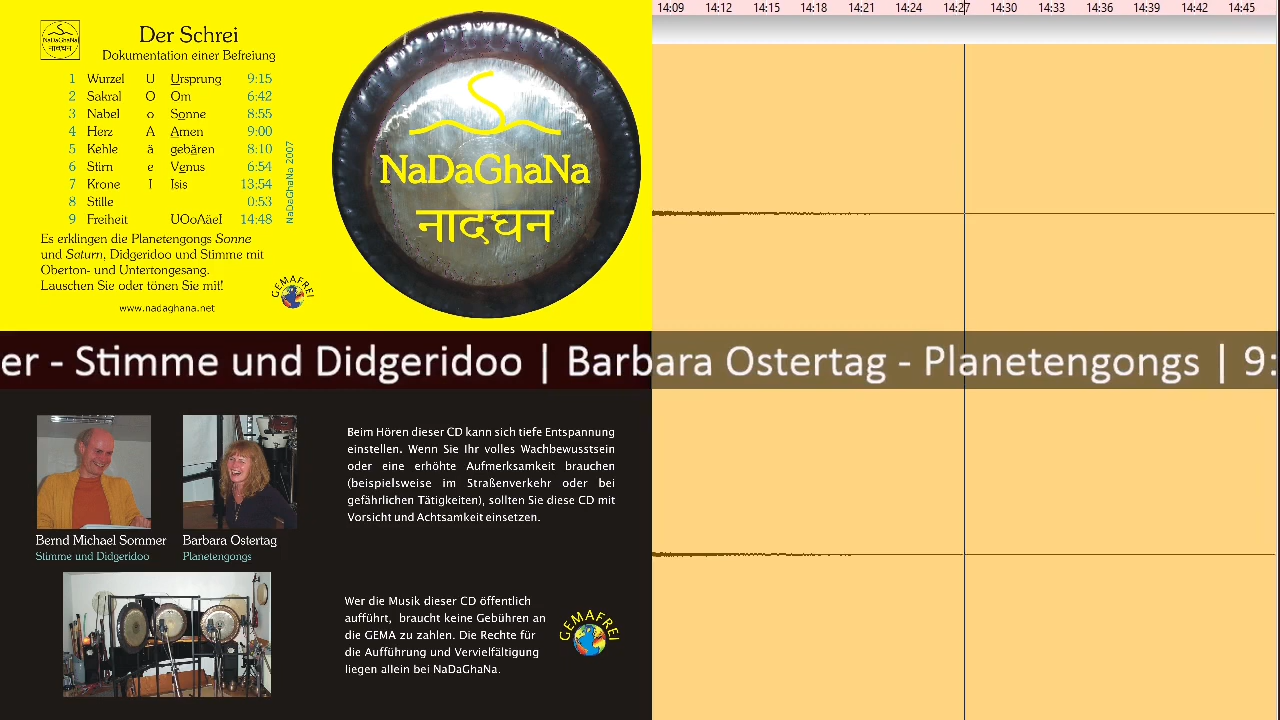 NaDaGhaNa
नादघन
Der Schrei
Dokumentation einer Befreiung
1 Wurzel U Ursprung 9:15
2 Sakral O Om 6:42
3 Nabel o Sonne 8:55
4 Herz A Amen 9:00
5 Kehle ä gebären 8:10
6 Stirn e Venus 6:54
7 Krone I Isis 13:54
8 Stille 0:53
9 Freiheit UOoAäeI 14:48
NaDaGhaNa 2007
Es erklingen die Planetengongs Sonne
und Saturn, Didgeridoo und Stimme mit
Oberton- und Untertongesang.
Lauschen Sie oder tönen Sie mit!
GEMAFREI
www.nadaghana.net
NaDaGhaNa
नादघन
14:09 14:12 14:15 14:18 14:21 14:24 14:27 14:30 14:33 14:36 14:39 14:42 14:45
er - Stimme und Didgeridoo | Barbara Ostertag - Planetengongs | 9:
Bernd Michael Sommer
Stimme und Didgeridoo
Barbara Ostertag
Planetengongs
Beim Hören dieser CD kann sich tiefe Entspannung
einstellen. Wenn Sie Ihr volles Wachbewusstsein
oder eine erhöhte Aufmerksamkeit brauchen
(beispielsweise im Straßenverkehr oder bei
gefährlichen Tätigkeiten), sollten Sie diese CD mit
Vorsicht und Achtsamkeit einsetzen.
Wer die Musik dieser CD öffentlich
aufführt, braucht keine Gebühren an
die GEMA zu zahlen. Die Rechte für
die Aufführung und Vervielfältigung
liegen allein bei NaDaGhaNa.
GEMAFREI